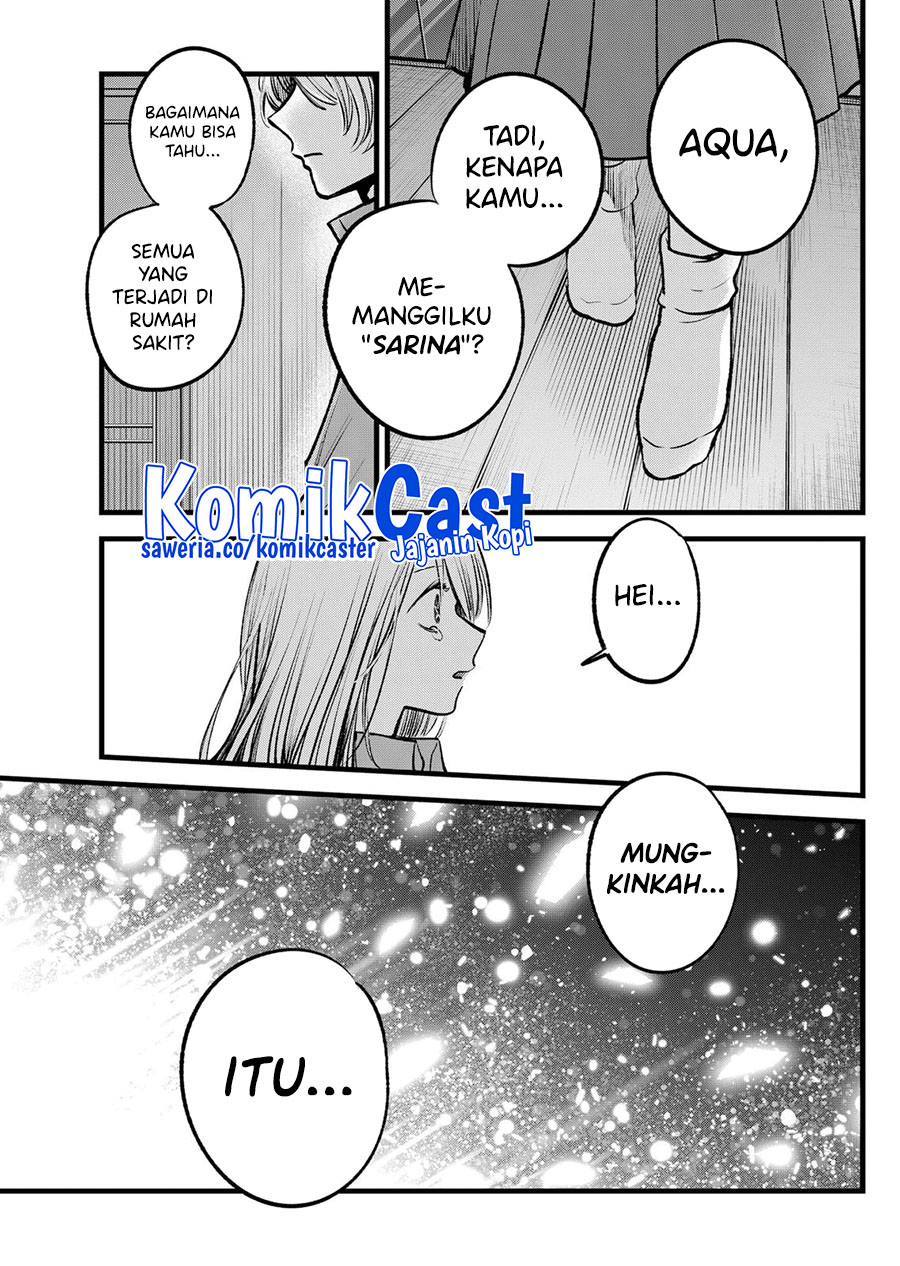 AQUA,
TADI,
KENAPA
KAMU...
ME-
MANGGILKU
"SARINA"?
BAGAIMANA
KAMU BISA
TAHU...
SEMUA
YANG
TERJADI DI
RUMAH
SAKIT?
KomikCast
saweria.co/komikcaster Jajanin Kopi
HEI...
MUNG-
KINKAH...
ITU...